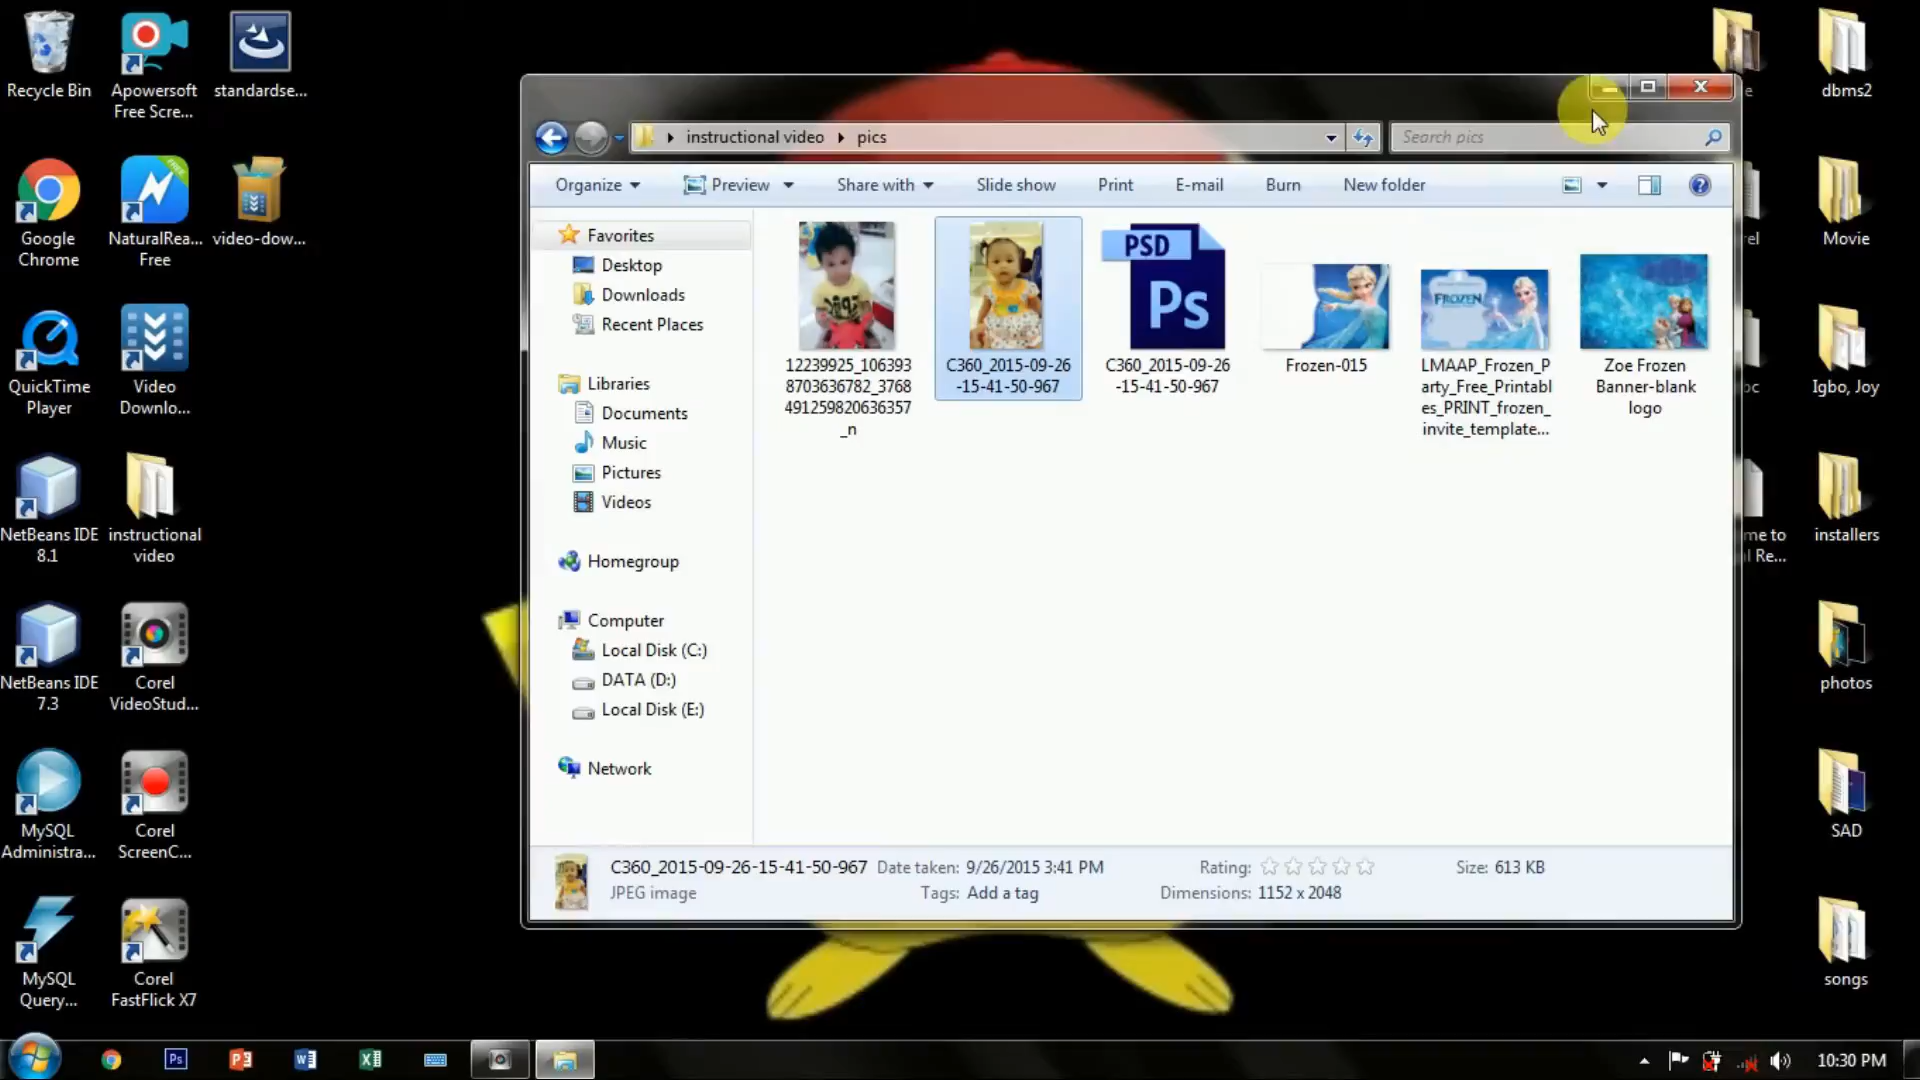 Recycle Bin
Apowersoft
Free Scre...
standardse...
Google
Chrome
NaturalRea...
Free
FREE
video-dow...
QuickTime
Player
Video
Downlo...
NetBeans IDE
8.1
instructional
video
NetBeans IDE
7.3
Corel
VideoStud...
MySQL
Administra...
Corel
ScreenC...
MySQL
Query...
Corel
FastFlick X7
instructional video
pics
Search pics
Organize
Preview
Share with
Slide show
Print
E-mail
Burn
New folder
Favorites
Desktop
Downloads
Recent Places
Libraries
Documents
Music
Pictures
Videos
Homegroup
Computer
Local Disk (C:)
DATA (D:)
Local Disk (E:)
Network
12239925_106393
8703636782_3768
491259820636357
_n
C360_2015-09-26
-15-41-50-967
PSD
Ps
C360_2015-09-26
-15-41-50-967
Frozen-015
FROZEN
LMAAP_Frozen_P
arty_Free_Printabl
es_PRINT_frozen_
invite_template...
Zoe Frozen
Banner-blank
logo
C360_2015-09-26-15-41-50-967
JPEG image
Date taken: 9/26/2015 3:41 PM
Tags: Add a tag
Rating:
Dimensions: 1152 x 2048
Size: 613 KB
e
dbms2
rel
Movie
oc
Igbo, Joy
me to
l Re...
installers
photos
SAD
songs
Ps
10:30 PM